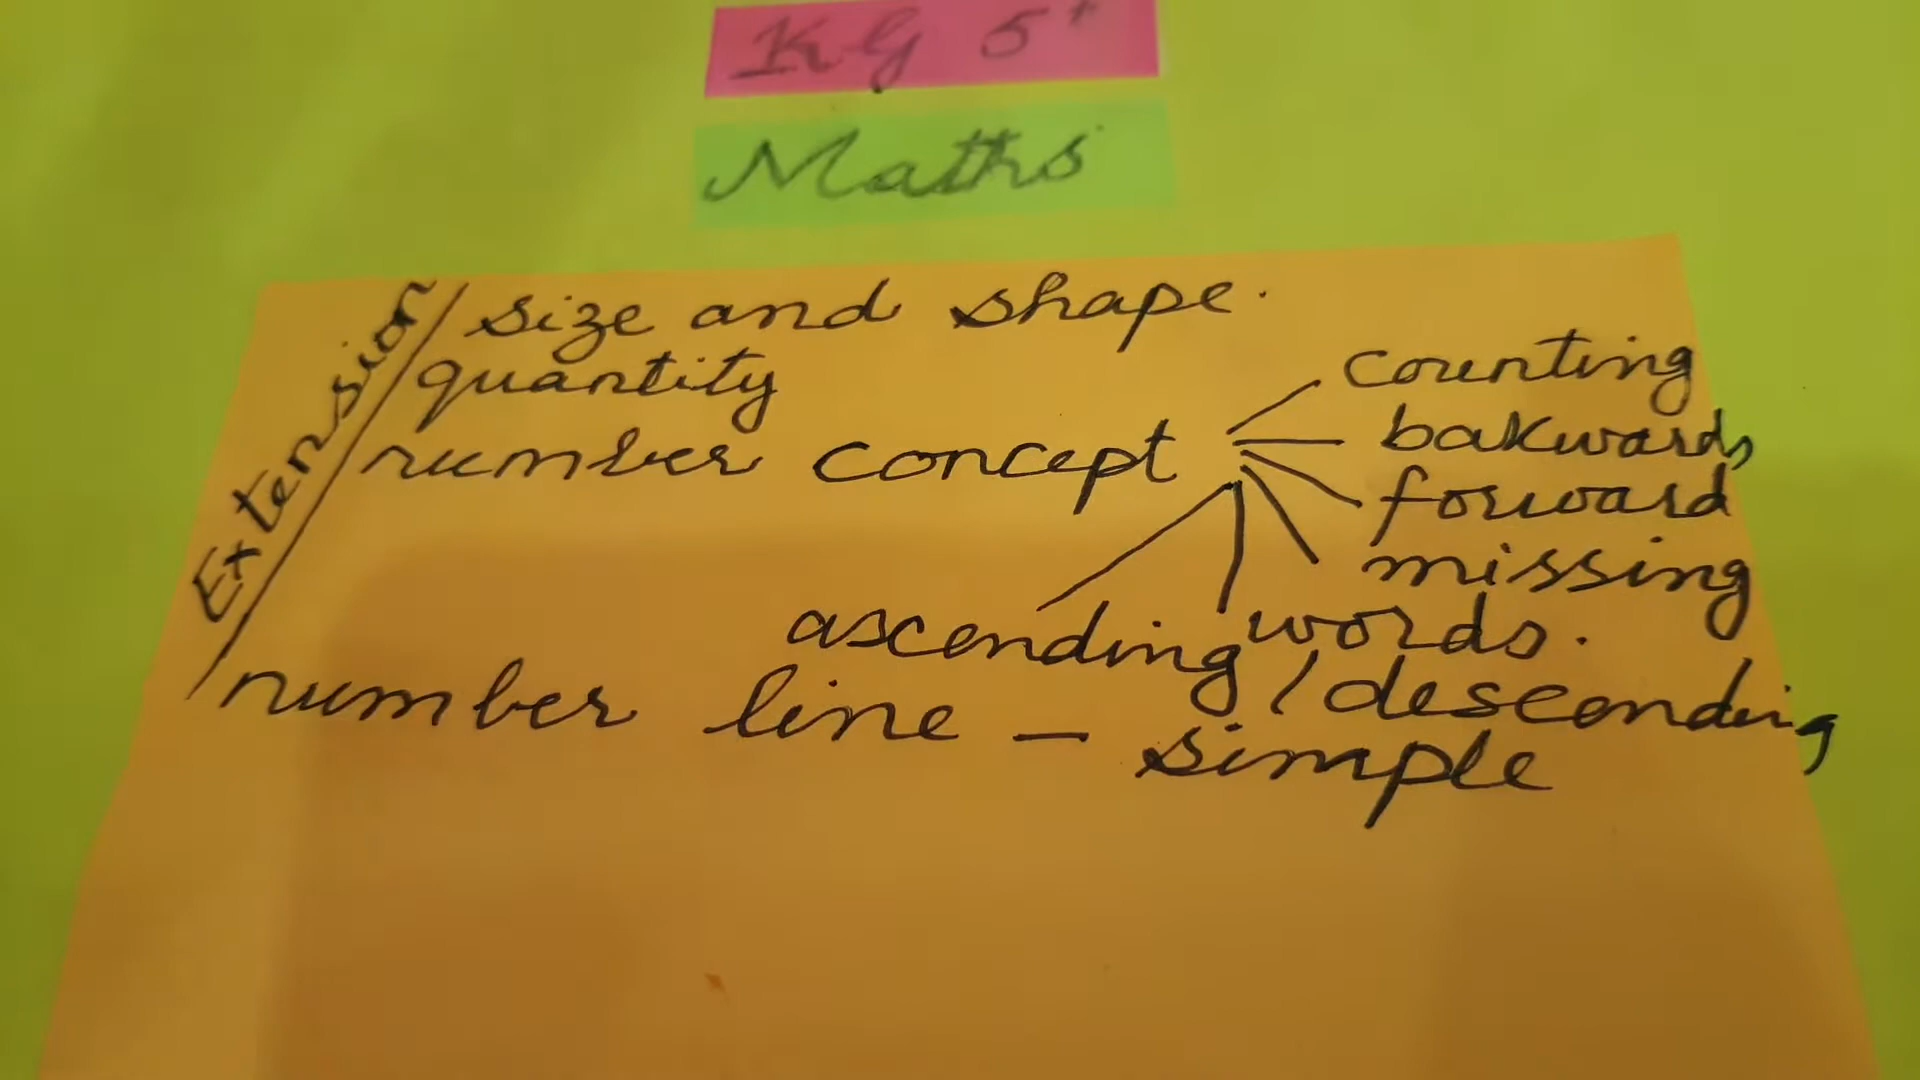 KG 5+
Maths
Extension
size and shape.
quantity
number concept
counting
bakwards
forward
missing
words.
ascending / descending
number line - simple